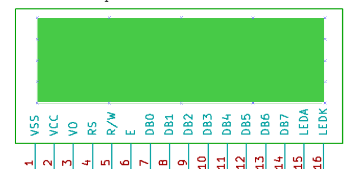 VSS
VCC
VO
RS
R/W
E
DB0
DB1
DB2
DB3
DB4
DB5
DB6
DB7
LEDA
LEDK
1
2
3
4
5
6
7
8
9
10
11
12
13
14
15
16